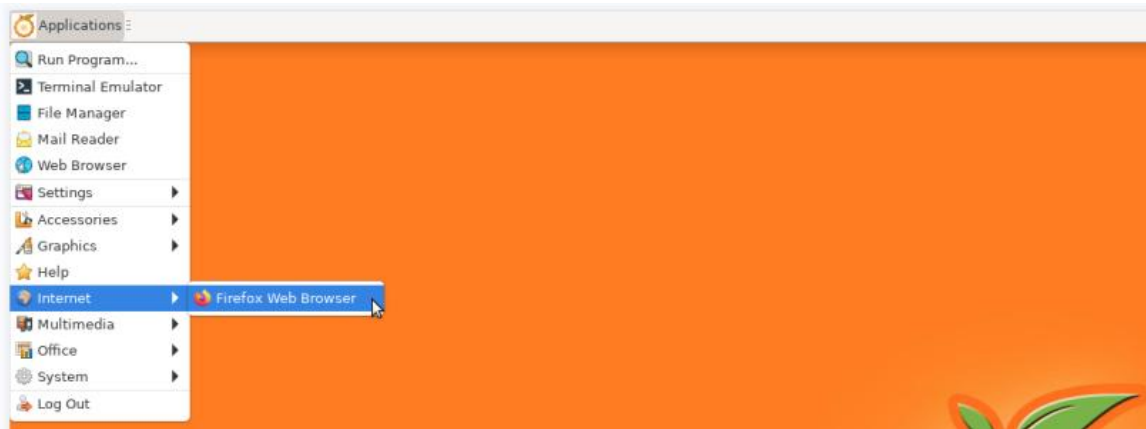 Applications
Run Program...
Terminal Emulator
File Manager
Mail Reader
Web Browser
Settings
Accessories
Graphics
Help
Internet
Firefox Web Browser
Multimedia
Office
System
Log Out